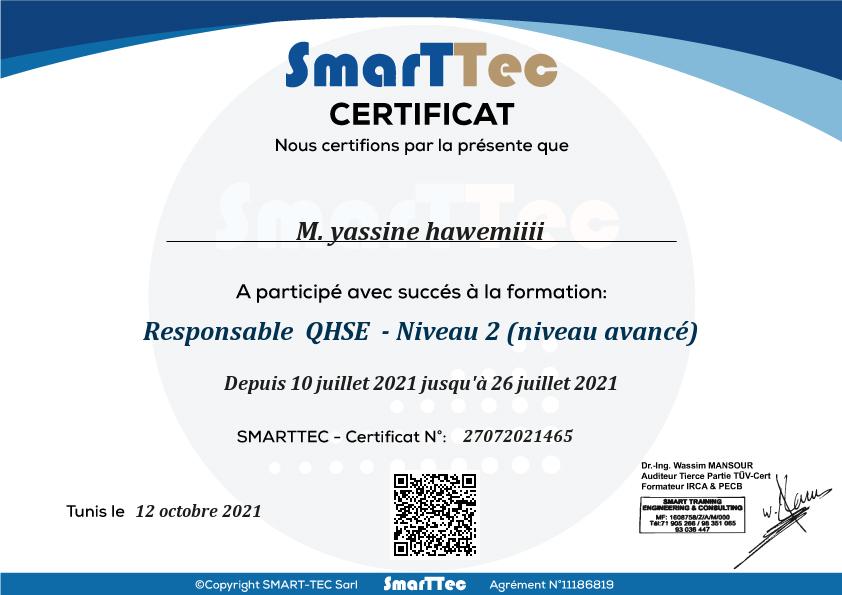 SmarTTec
CERTIFICAT
Nous certifions par la présente que
SmarTTec
M. yassine hawemiiii
A participé avec succés à la formation:
Responsable QHSE - Niveau 2 (niveau avancé)
Depuis 10 juillet 2021 jusqu'à 26 juillet 2021
SMARTTEC - Certificat N°: 27072021465
Dr.-Ing. Wassim MANSOUR
Auditeur Tierce Partie TÜV-Cert
Formateur IRCA & PECB
SMART TRAINING
ENGINEERING & CONSULTING
MF: 1608758/Z/A/M/000
Tél:71 905 266 / 98 351 065
93 036 447
Tunis le 12 octobre 2021
©Copyright SMART-TEC Sarl SmarTTec Agrément N°11186819